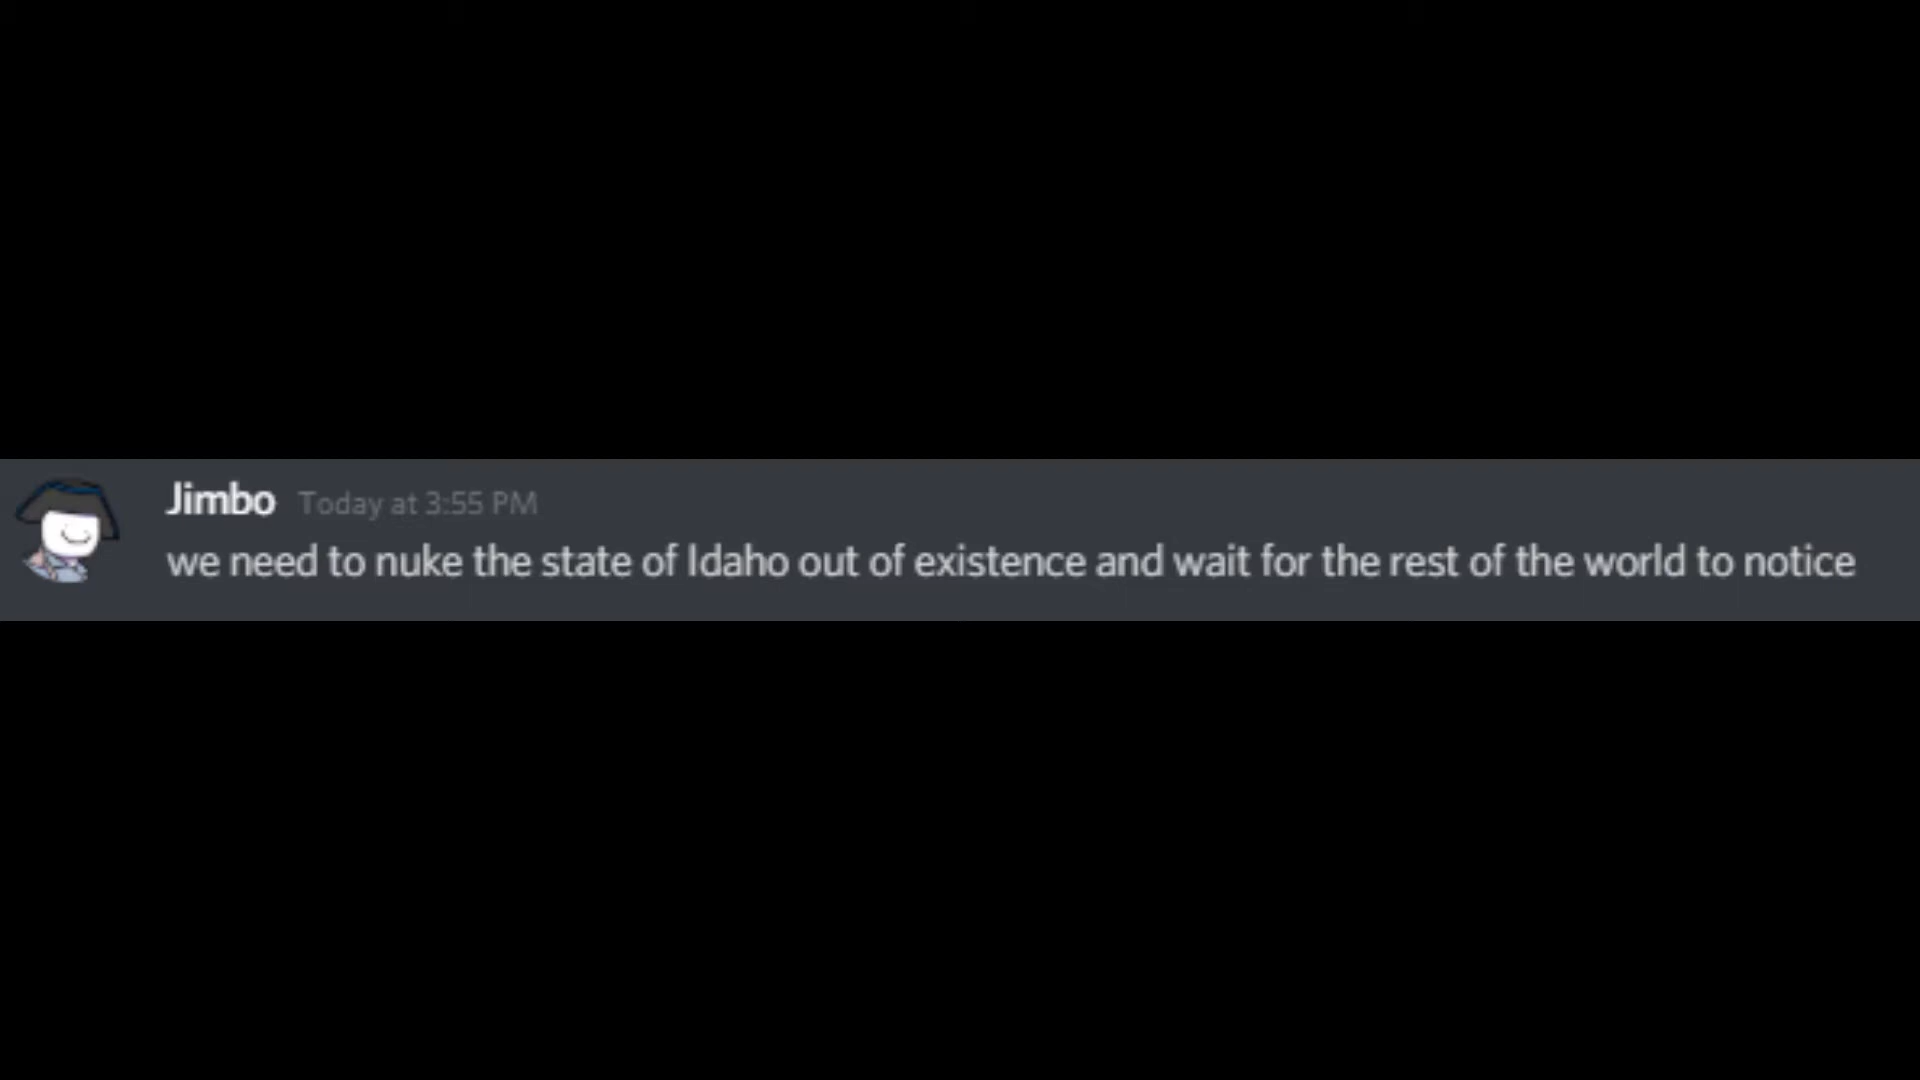 Jimbo Today at 3:55 PM
we need to nuke the state of Idaho out of existence and wait for the rest of the world to notice